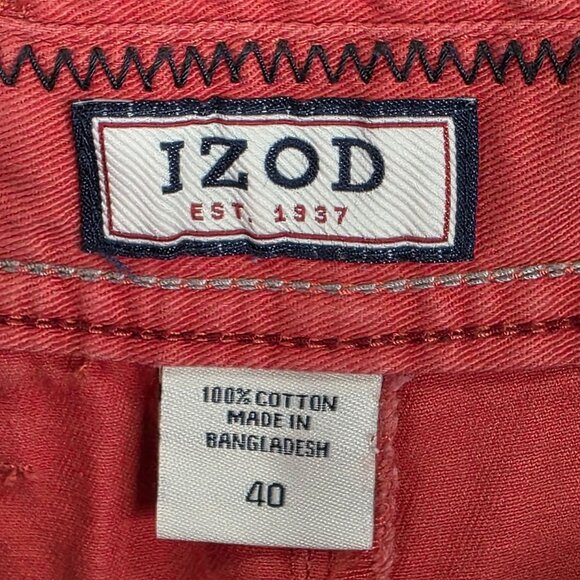 IZOD
EST. 1937
100% COTTON
MADE IN
BANGLADESH
40